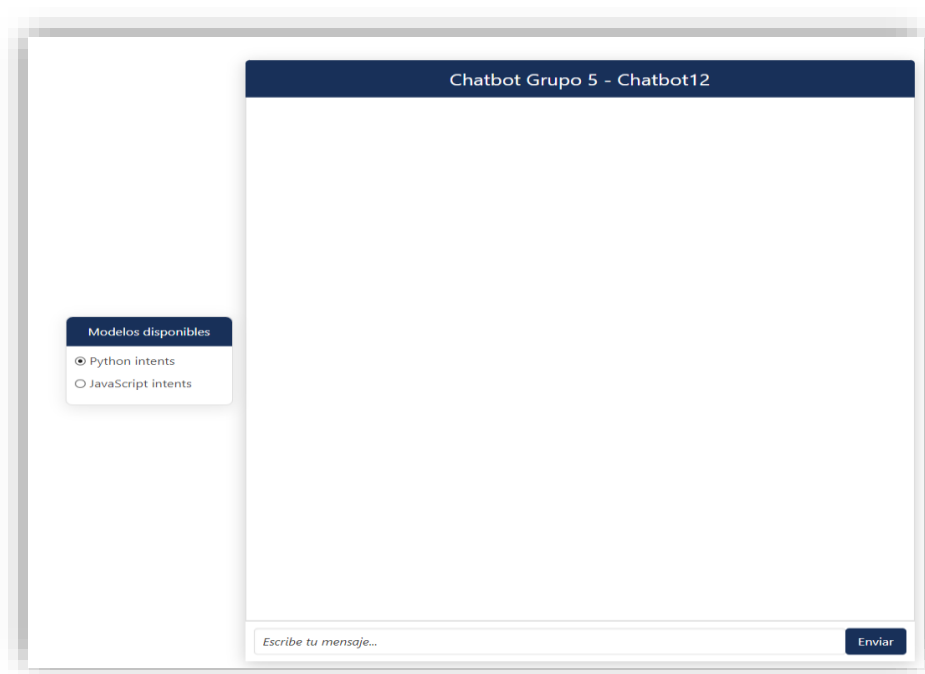 Chatbot Grupo 5 - Chatbot12
Modelos disponibles
Python intents
JavaScript intents
Escribe tu mensaje...
Enviar